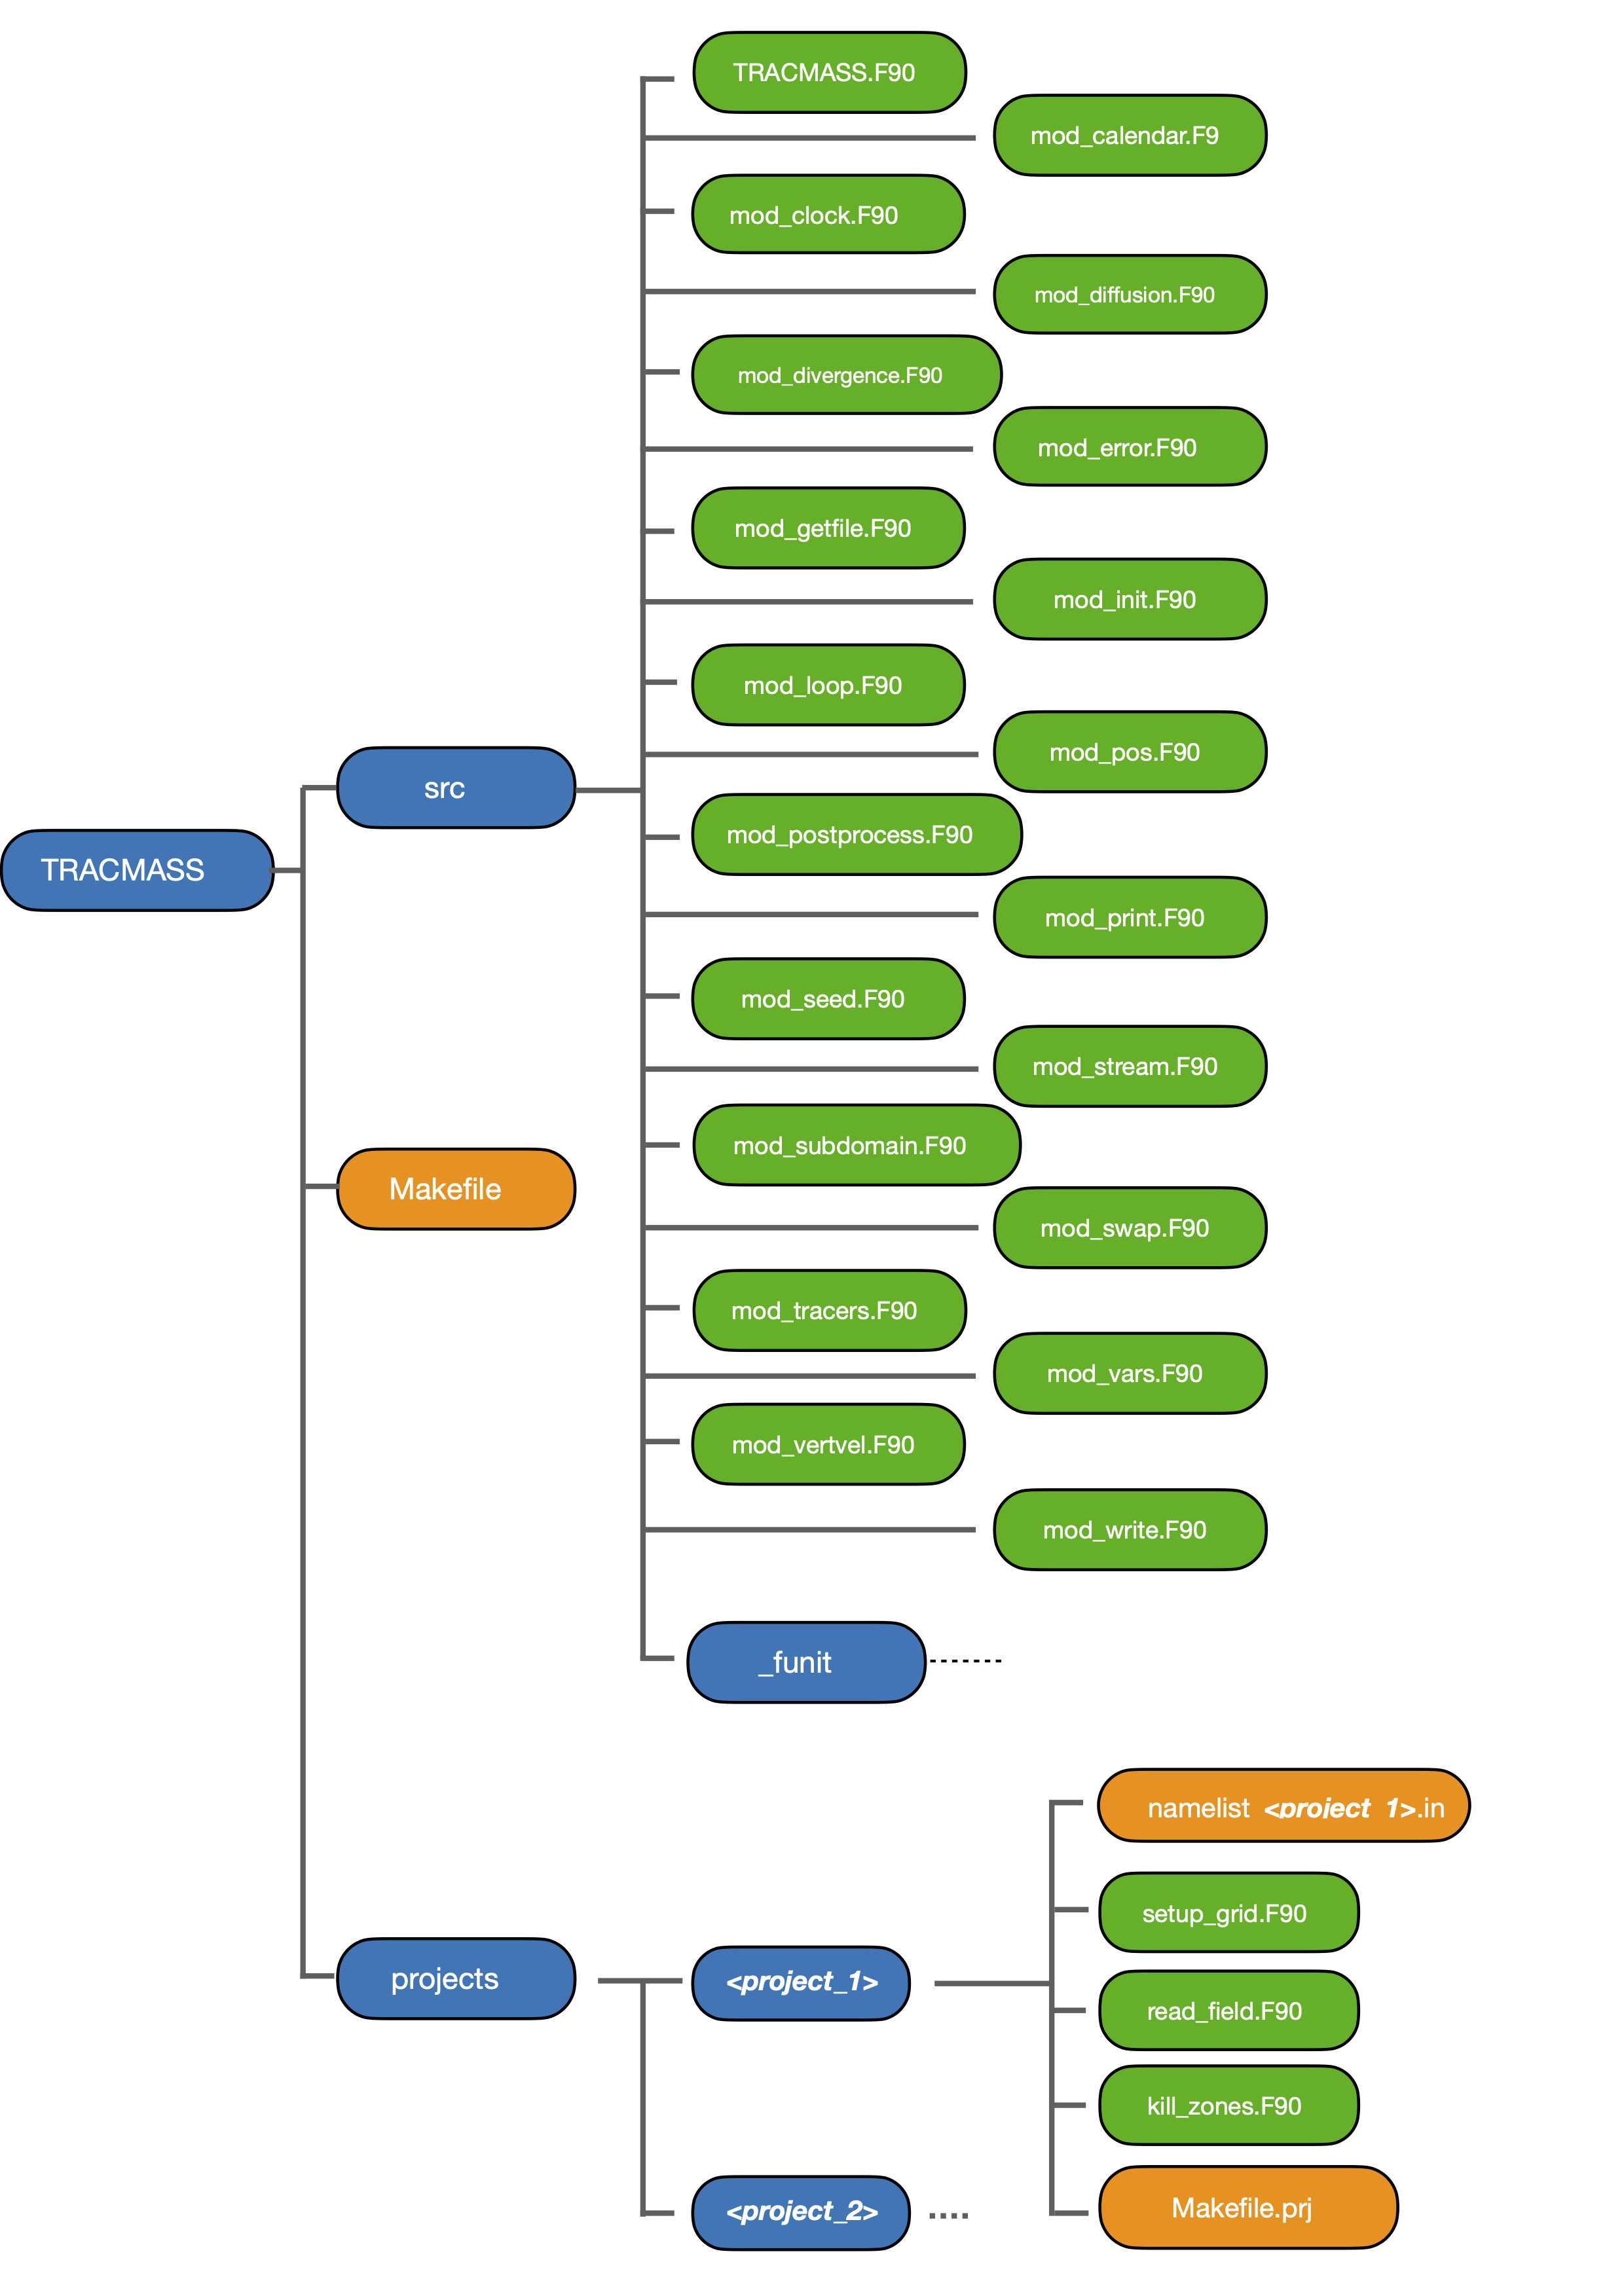 TRACMASS.F90
mod_calendar.F9
mod_clock.F90
mod_diffusion.F90
mod_divergence.F90
mod_error.F90
mod_getfile.F90
mod_init.F90
mod_loop.F90
mod_pos.F90
src
mod_postprocess.F90
TRACMASS
mod_print.F90
mod_seed.F90
mod_stream.F90
mod_subdomain.F90
Makefile
mod_swap.F90
mod_tracers.F90
mod_vars.F90
mod_vertvel.F90
mod_write.F90
_funit
namelist_<project_1>.in
setup_grid.F90
projects
<project_1>
read_field.F90
kill_zones.F90
<project_2>
Makefile.prj